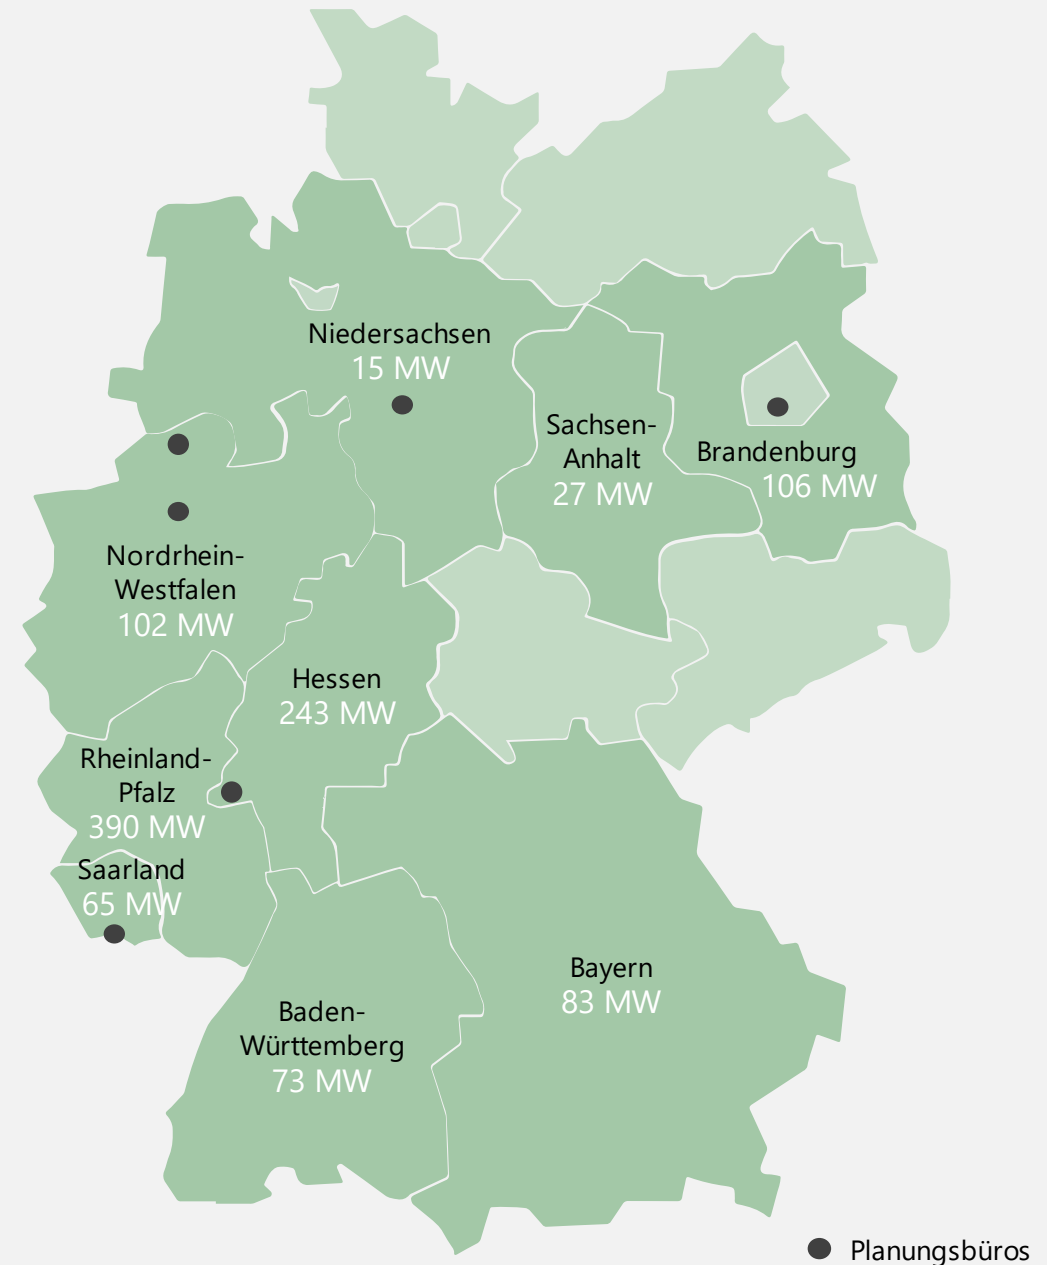 Niedersachsen
15 MW
Sachsen-
Anhalt
27 MW
Brandenburg
106 MW
Nordrhein-
Westfalen
102 MW
Hessen
243 MW
Rheinland-
Pfalz
390 MW
Saarland
65 MW
Bayern
83 MW
Baden-
Württemberg
73 MW
Planungsbüros